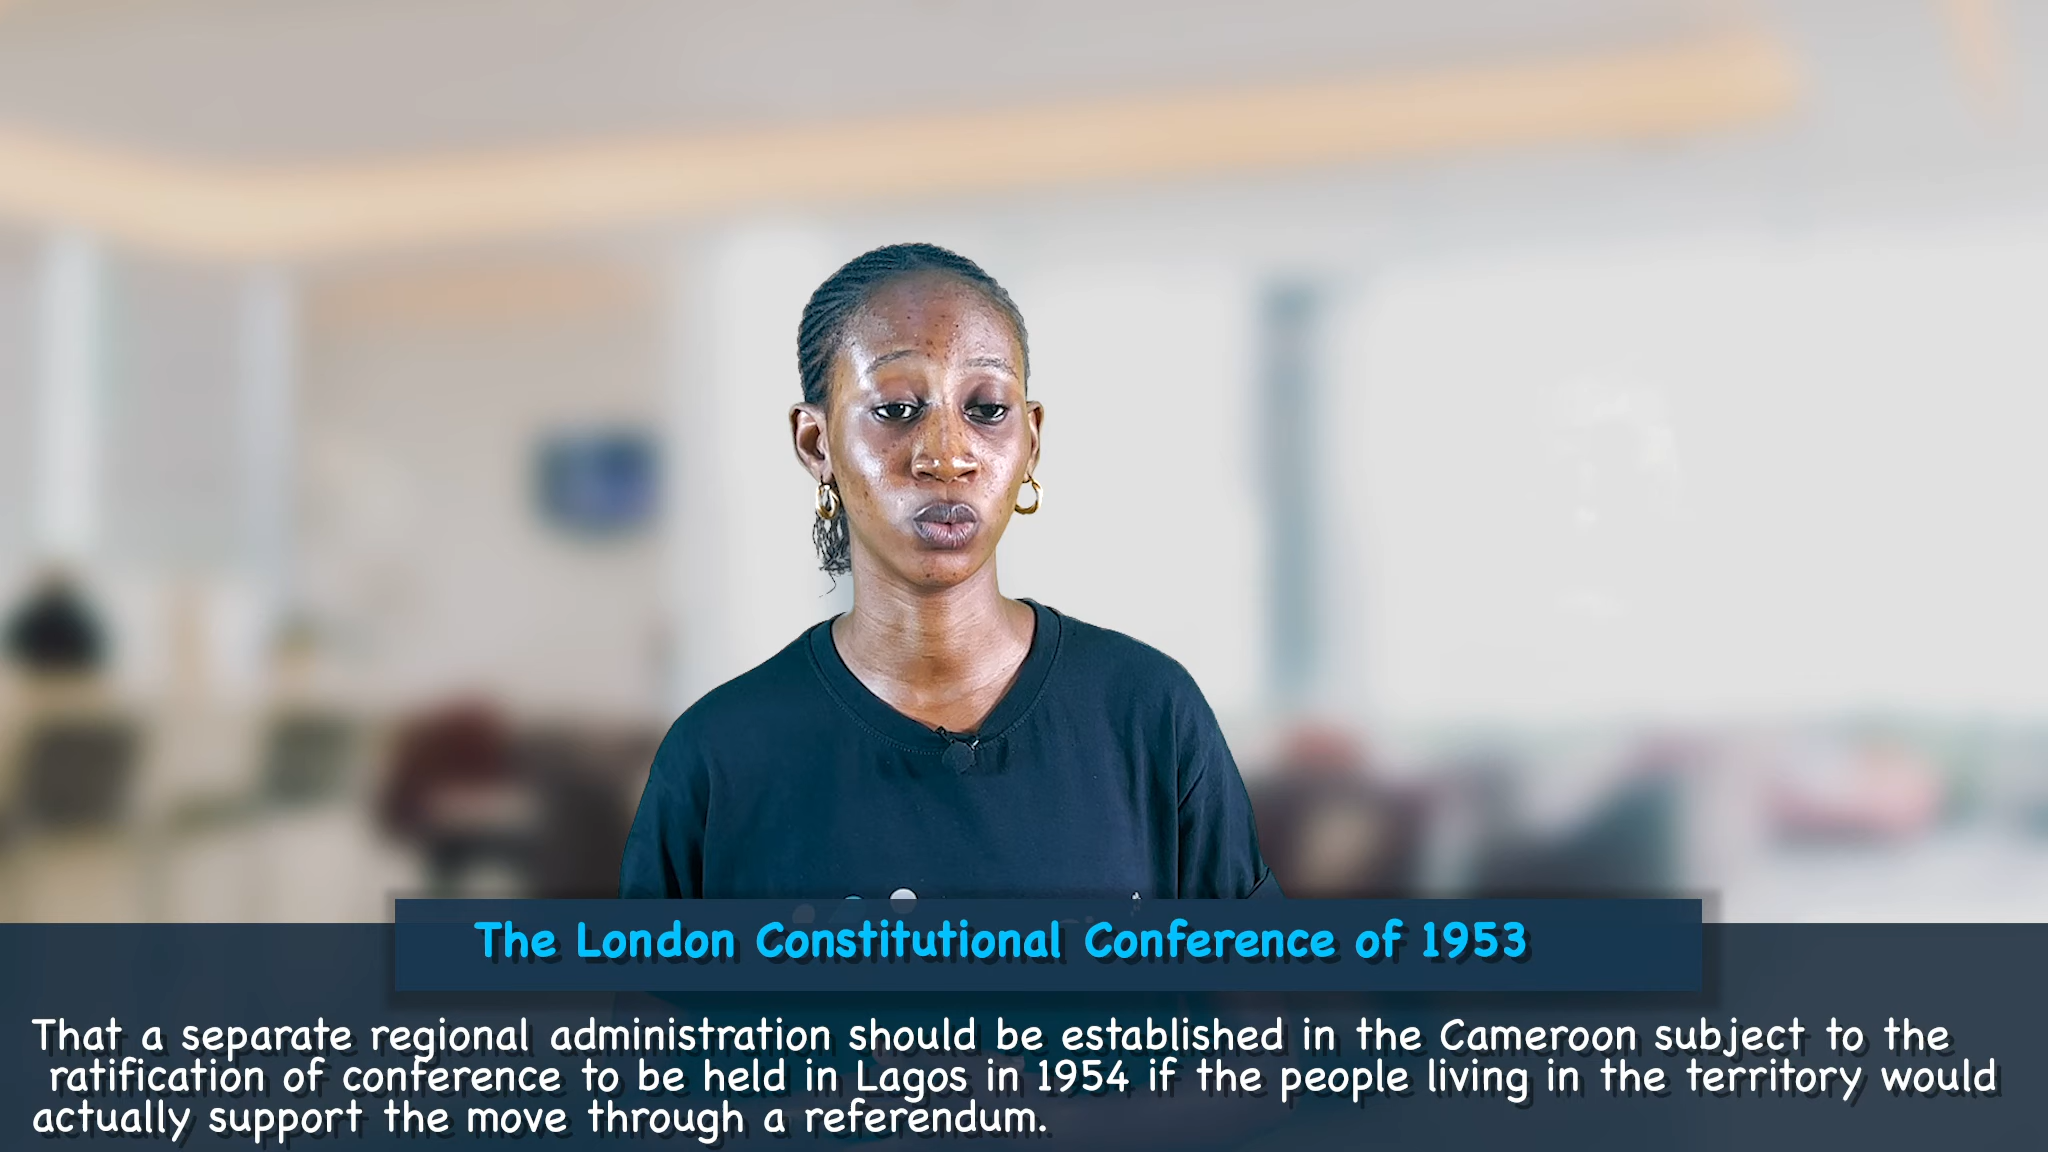 The London Constitutional Conference of 1953
That a separate regional administration should be established in the Cameroon subject to the
ratification of conference to be held in Lagos in 1954 if the people living in the territory would
actually support the move through a referendum.